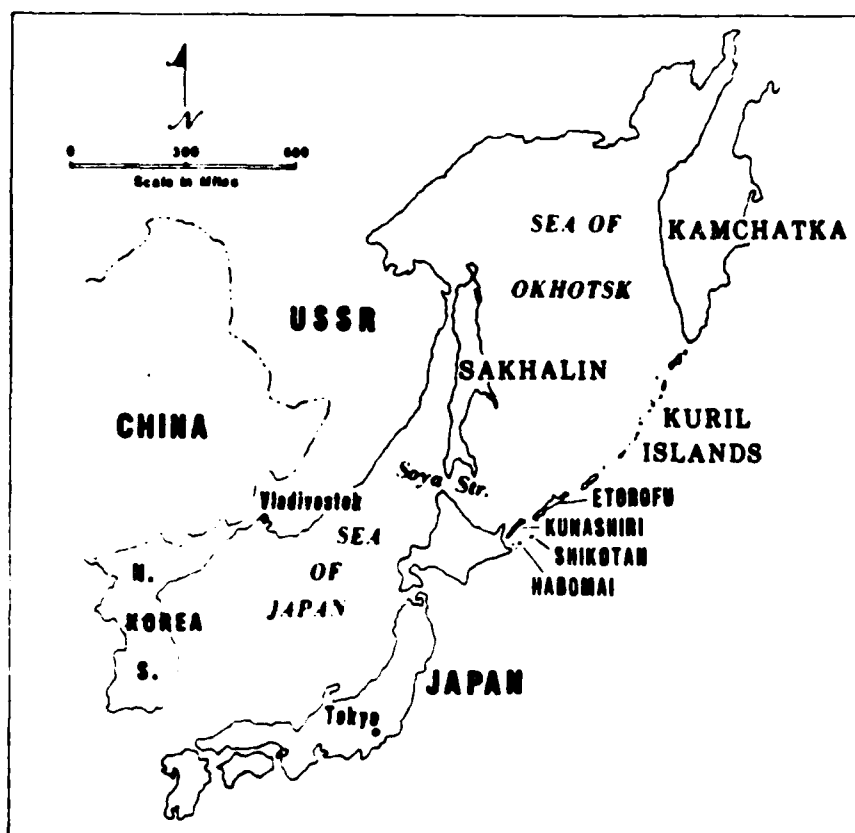 N
0 300 600
Scale in Miles
SEA OF
OKHOTSK
KAMCHATKA
USSR
SAKHALIN
CHINA
KURIL
ISLANDS
Soya Str.
Vladivostok
ETOROFU
KUNASHIRI
SHIKOTAN
HABOMAI
SEA
OF
JAPAN
N.
KOREA
S.
JAPAN
Tokyo